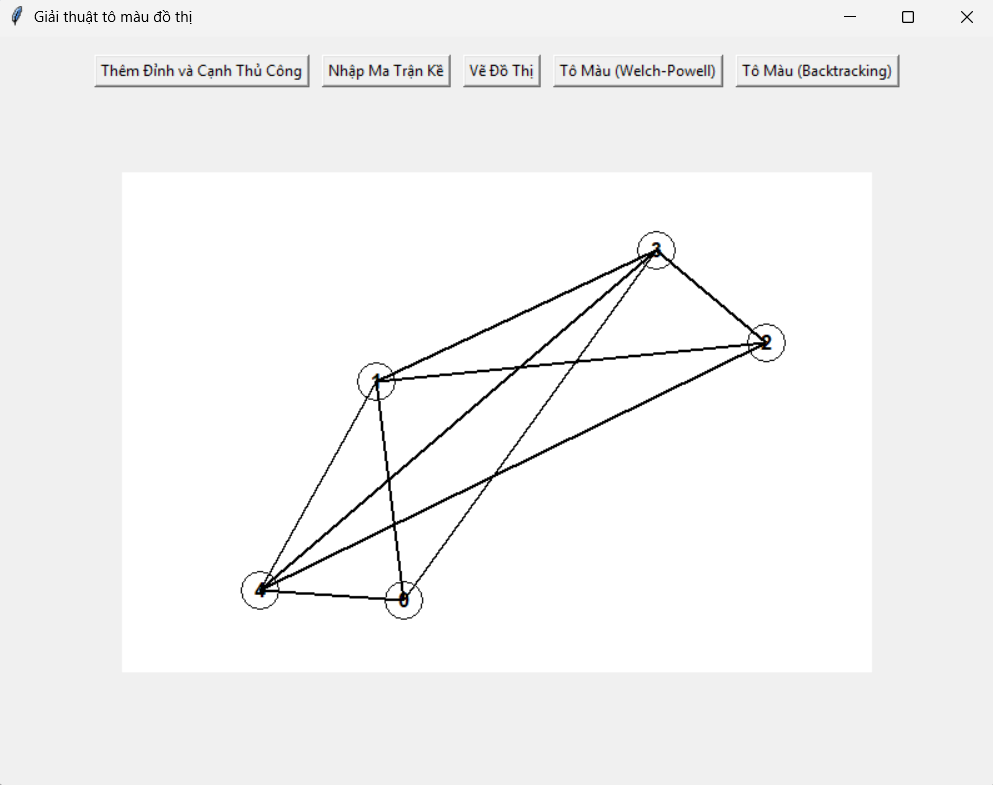 Giải thuật tô màu đồ thị
Thêm Đỉnh và Cạnh Thủ Công Nhập Ma Trận Kề Vẽ Đồ Thị Tô Màu (Welch-Powell) Tô Màu (Backtracking)
3
2
1
4 0